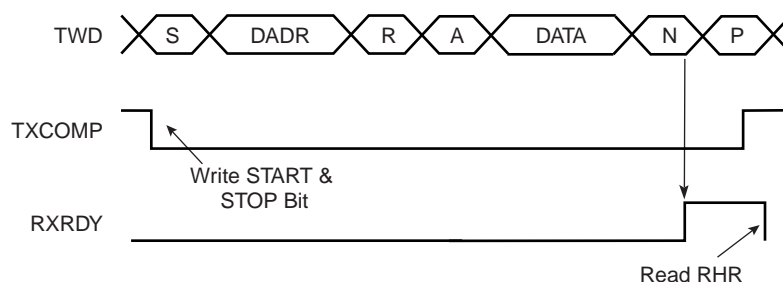 TWD S DADR R A DATA N P
TXCOMP
Write START &
STOP Bit
RXRDY
Read RHR